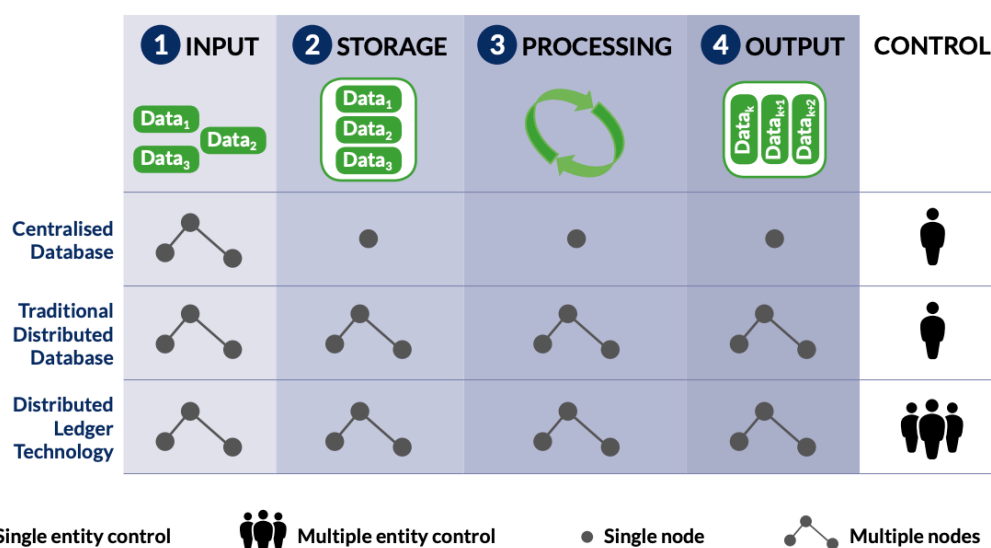 1 INPUT
2 STORAGE
3 PROCESSING
4 OUTPUT
CONTROL
Data₁
Data₂
Data₃
Data₁
Data₂
Data₃
Dataₖ
Dataₖ₊₁
Dataₖ₊₂
Centralised
Database
Traditional
Distributed
Database
Distributed
Ledger
Technology
Single entity control
Multiple entity control
Single node
Multiple nodes